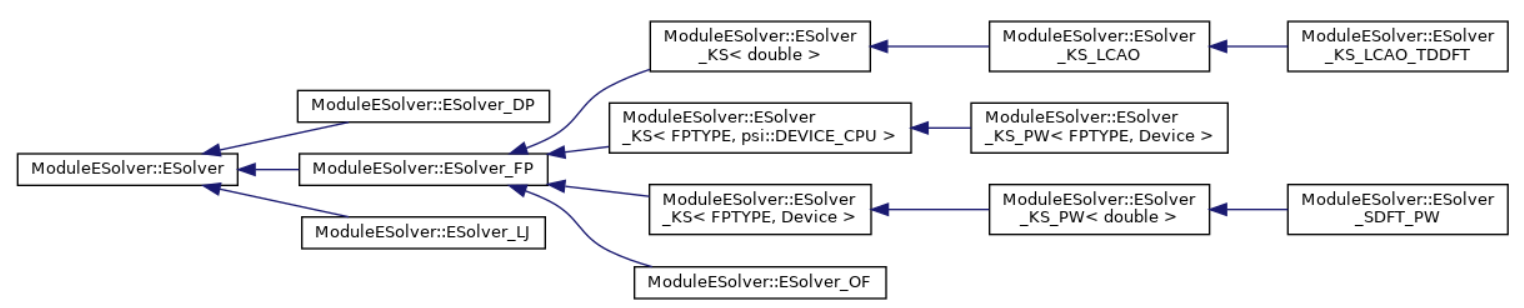 ModuleESolver::ESolver
_KS< double >
ModuleESolver::ESolver
_KS_LCAO
ModuleESolver::ESolver
_KS_LCAO_TDDFT
ModuleESolver::ESolver_DP
ModuleESolver::ESolver
_KS< FPTYPE, psi::DEVICE_CPU >
ModuleESolver::ESolver
_KS_PW< FPTYPE, Device >
ModuleESolver::ESolver
ModuleESolver::ESolver_FP
ModuleESolver::ESolver
_KS< FPTYPE, Device >
ModuleESolver::ESolver
_KS_PW< double >
ModuleESolver::ESolver
_SDFT_PW
ModuleESolver::ESolver_LJ
ModuleESolver::ESolver_OF